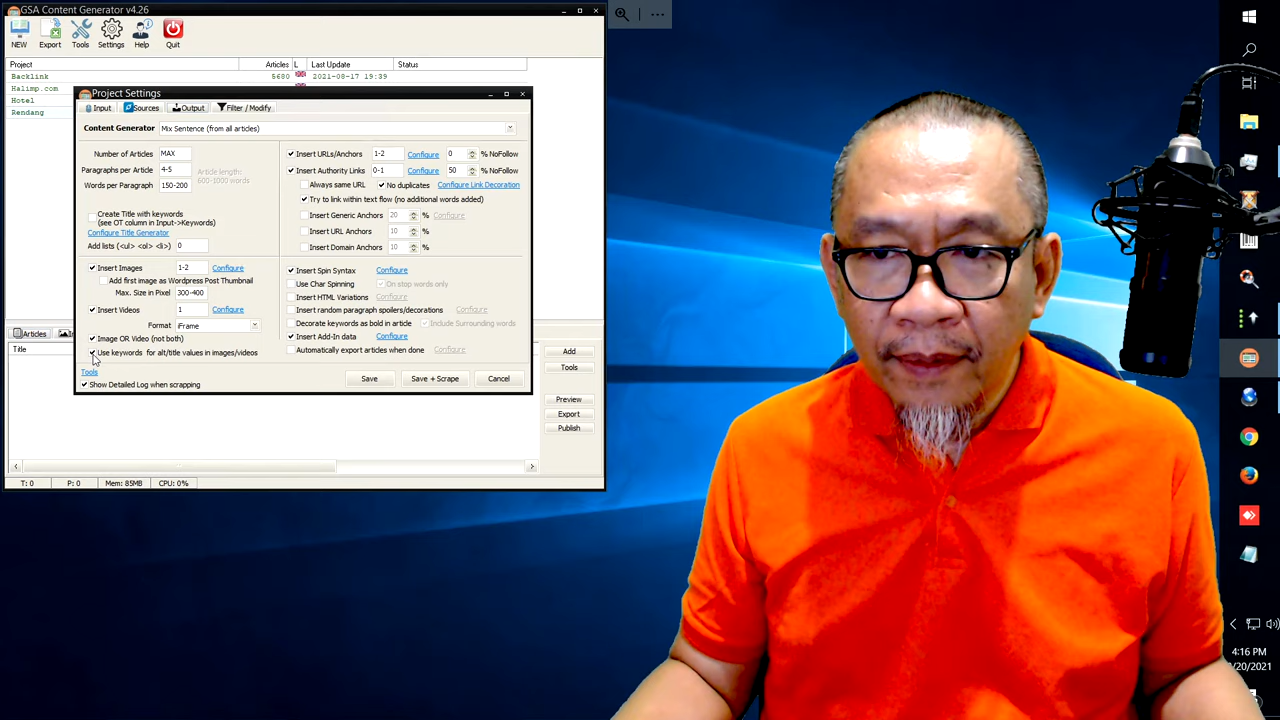 GSA Content Generator v4.26
NEW Export Tools Settings Help Quit
Project Articles L Last Update Status
Backlink 5680 2021-08-17 19:39
Halimp.com
Hotel
Rendang
Project Settings
Input Sources Output Filter / Modify
Content Generator Mix Sentence (from all articles)
Number of Articles MAX
Paragraphs per Article 4-5
Article length:
600-1000 words
Words per Paragraph 150-200
Create Title with keywords
(see OT column in Input->Keywords)
Configure Title Generator
Add lists (<ul> <ol> <li>) 0
Insert URLs/Anchors 1-2 Configure 0 % NoFollow
Insert Authority Links 0-1 Configure 50 % NoFollow
Always same URL No duplicates Configure Link Decoration
Try to link within text flow (no additional words added)
Insert Generic Anchors 20 % Configure
Insert URL Anchors 10 %
Insert Domain Anchors 10 %
Insert Images 1-2 Configure
Add first image as Wordpress Post Thumbnail
Max. Size in Pixel 300-400
Insert Videos 1 Configure
Format iFrame
Image OR Video (not both)
Use keywords for alt/title values in images/videos
Insert Spin Syntax Configure
Use Char Spinning On stop words only
Insert HTML Variations Configure
Insert random paragraph spoilers/decorations Configure
Decorate keywords as bold in article Include Surrounding words
Insert Add-In data Configure
Automatically export articles when done Configure
Tools
Show Detailed Log when scrapping
Save Save + Scrape Cancel
Articles
Title
Add
Tools
Preview
Export
Publish
T: 0 P: 0 Mem: 85MB CPU: 0%
4:16 PM
/20/2021